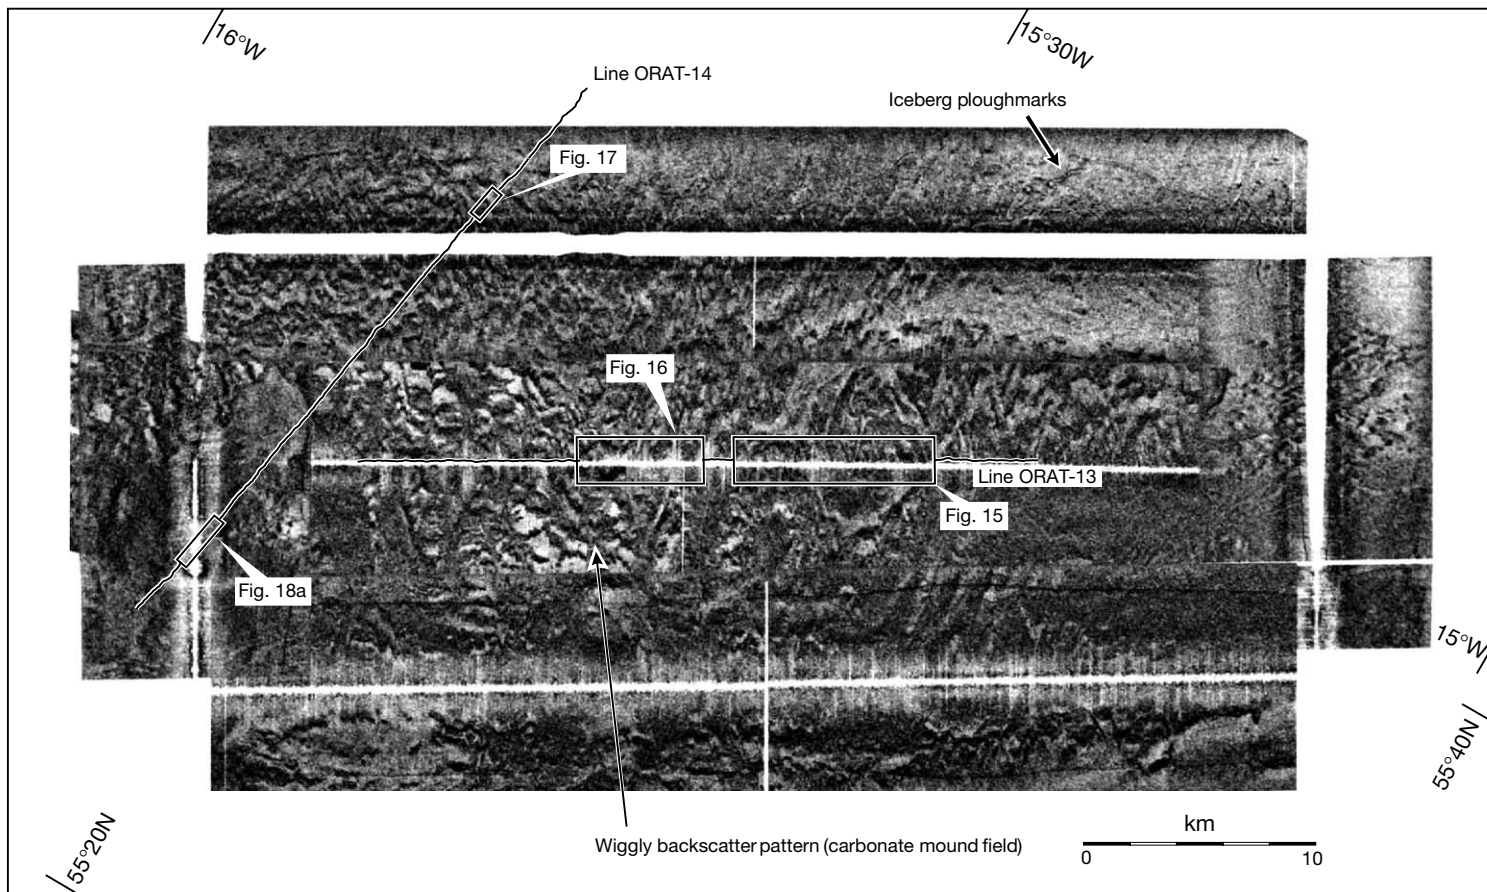 16°W
15°30W
Line ORAT-14
Iceberg ploughmarks
Fig. 17
Fig. 16
Line ORAT-13
Fig. 15
Fig. 18a
15°W
55°40N
km
Wiggly backscatter pattern (carbonate mound field)
0 10
55°20N